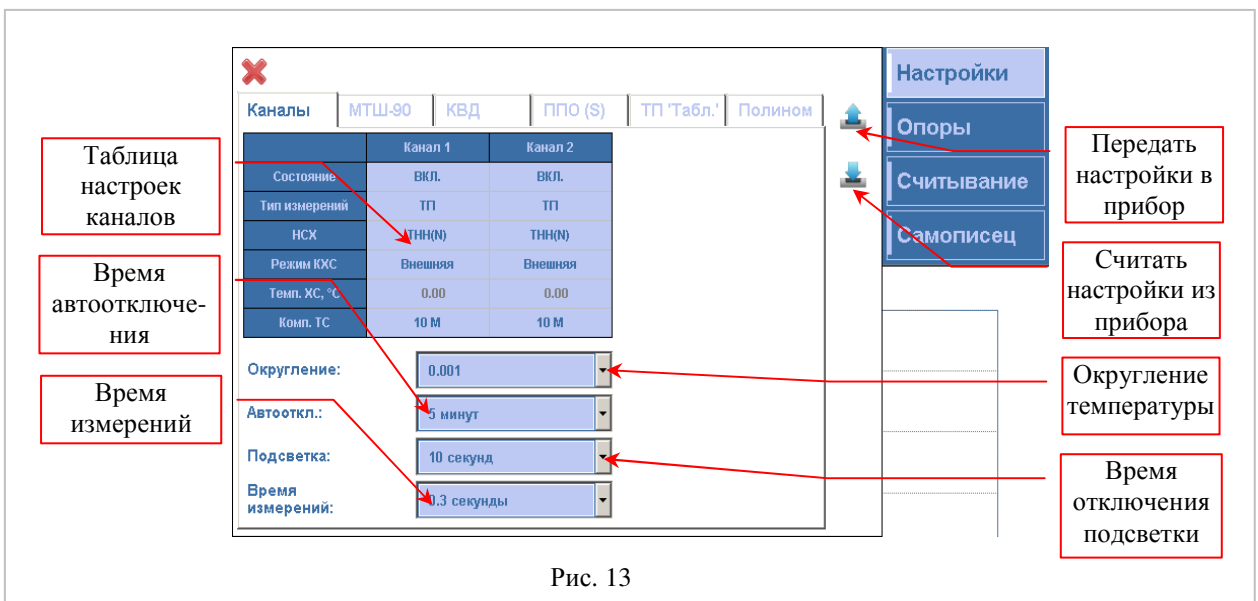 Настройки
Каналы МТШ-90 КВД ППО (S) ТП 'Табл.' Полином
Опоры
Считывание
Самописец
Канал 1 Канал 2
Состояние ВКЛ. ВКЛ.
Тип измерений ТП ТП
НСХ ТНН(N) ТНН(N)
Режим КХС Внешняя Внешняя
Темп. ХС, °С 0.00 0.00
Комп. ТС 10 М 10 М
Округление: 0.001
Автооткл.: 5 минут
Подсветка: 10 секунд
Время
измерений: 0.3 секунды
Таблица
настроек
каналов
Время
автоотключе-
ния
Время
измерений
Передать
настройки в
прибор
Считать
настройки из
прибора
Округление
температуры
Время
отключения
подсветки
Рис. 13